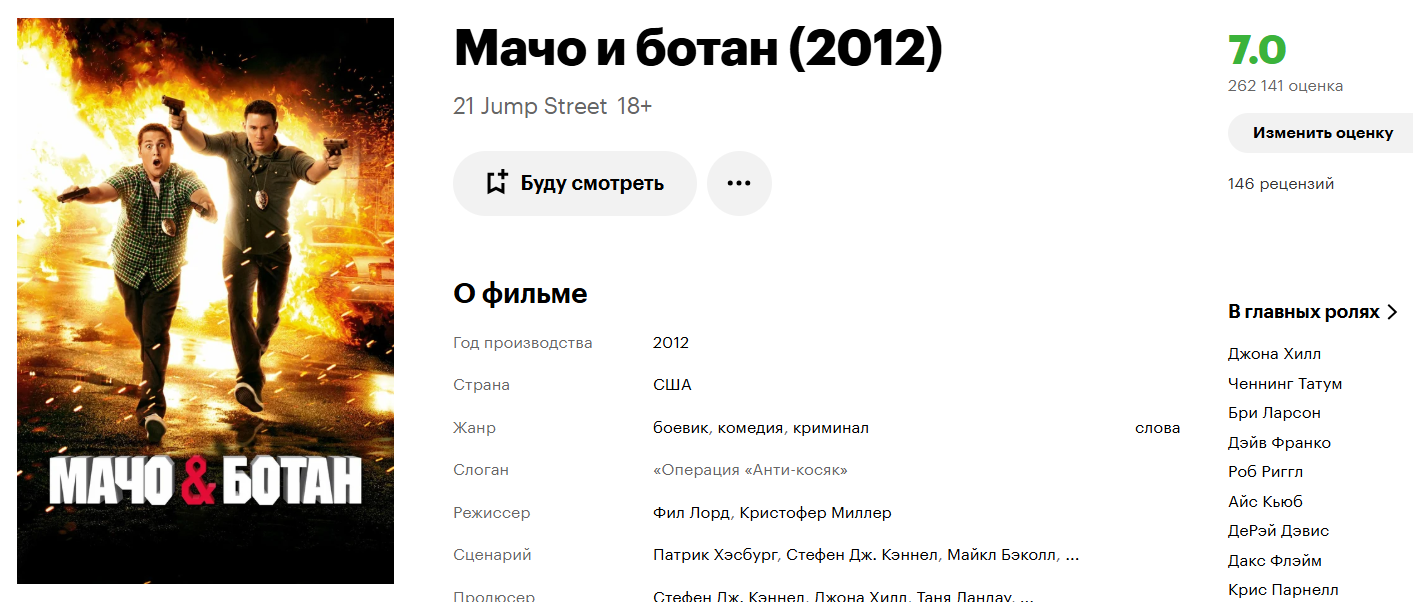 Мачо и ботан (2012)
21 Jump Street 18+
Буду смотреть
О фильме
Год производства 2012
Страна США
Жанр боевик, комедия, криминал слова
Слоган «Операция «Анти-косяк»
Режиссер Фил Лорд, Кристофер Миллер
Сценарий Патрик Хэсбург, Стефен Дж. Кэннел, Майкл Бэколл, ...
Продюсер Стефен Дж. Кэннел, Джона Хилл, Таня Ландау, ...
7.0
262 141 оценка
Изменить оценку
146 рецензий
В главных ролях
Джона Хилл
Ченнинг Татум
Бри Ларсон
Дэйв Франко
Роб Риггл
Айс Кьюб
ДеРэй Дэвис
Дакс Флэйм
Крис Парнелл
МАЧО & БОТАН